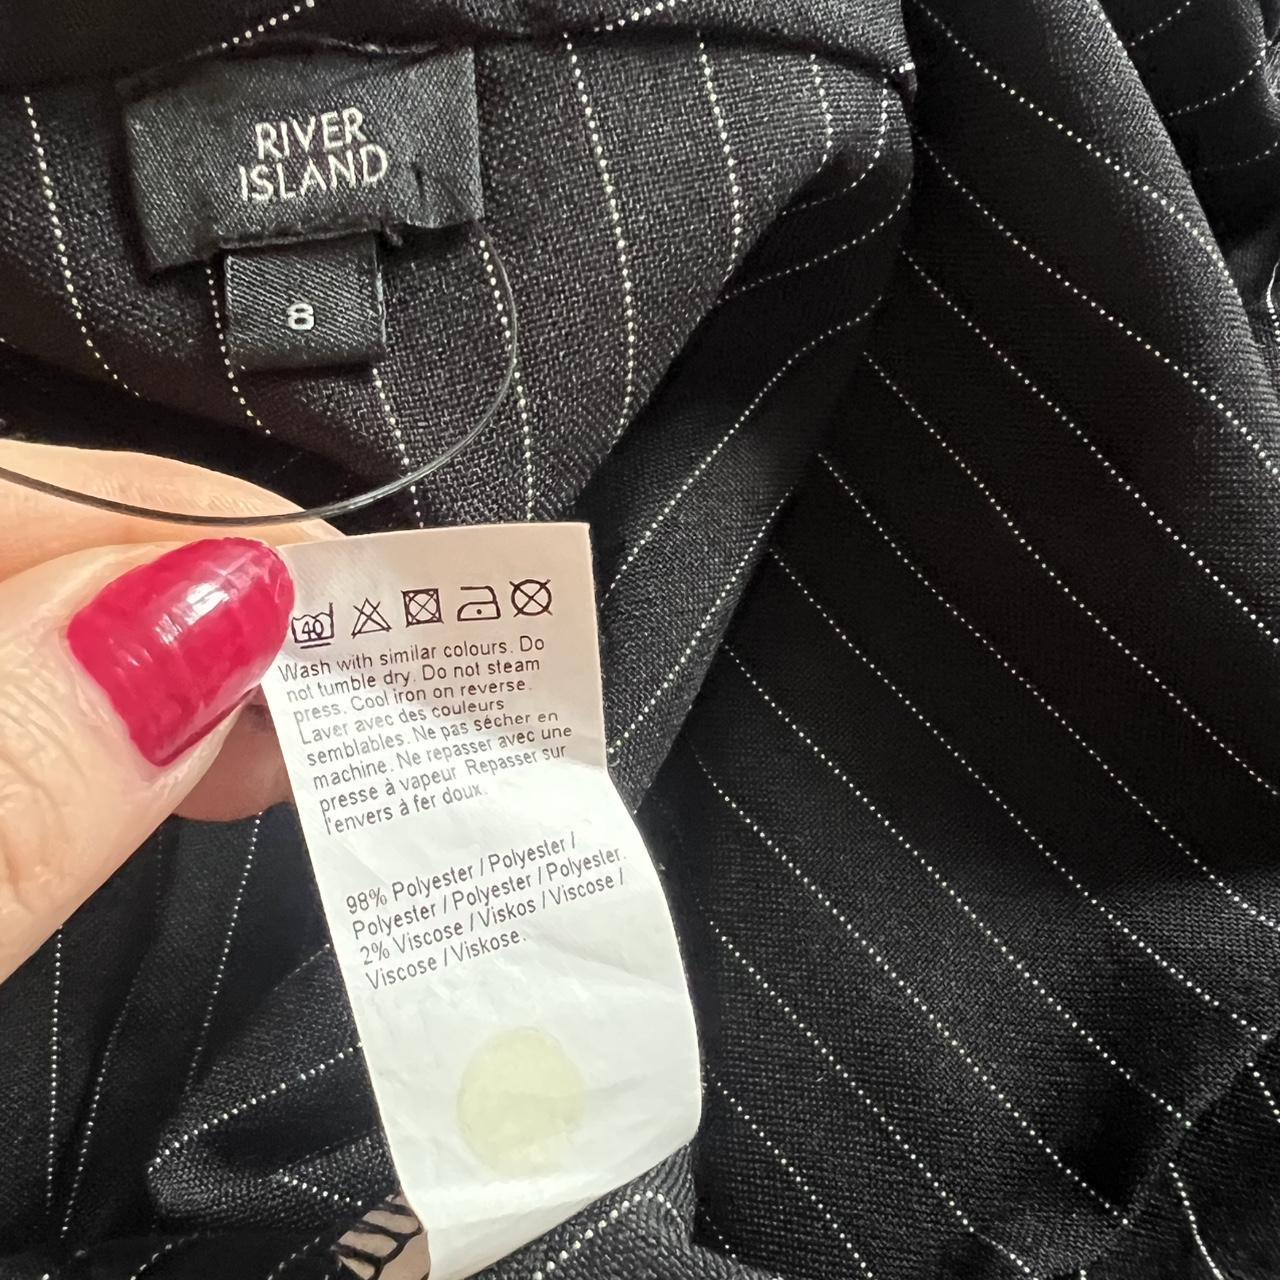 RIVER
ISLAND
8
40
Wash with similar colours. Do
not tumble dry. Do not steam
press. Cool iron on reverse.
Laver avec des couleurs
semblables. Ne pas sécher en
machine. Ne repasser avec une
presse à vapeur. Repasser sur
l'envers à fer doux.
98% Polyester / Polyester /
Polyester / Polyester / Polyester.
2% Viscose / Viskos / Viscose /
Viscose / Viskose.